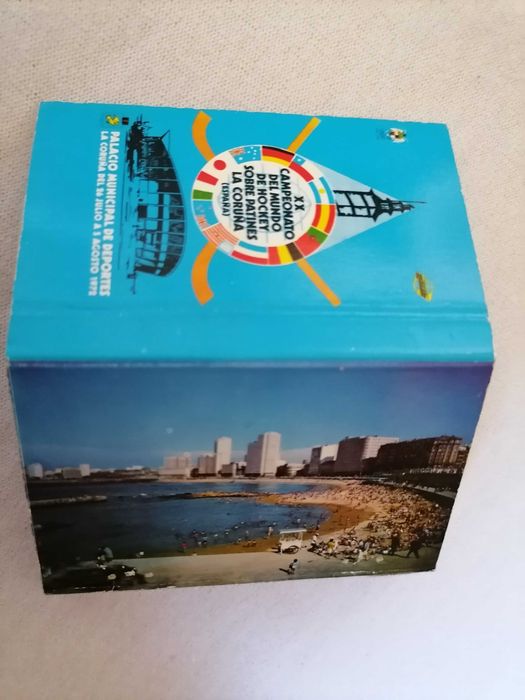 XX
CAMPEONATO
DEL MUNDO
DE HOCKEY
SOBRE PATINES
LA CORUÑA
(ESPAÑA)
PALACIO MUNICIPAL DE DEPORTES
LA CORUÑA DEL 26 JULIO A 5 AGOSTO 1972